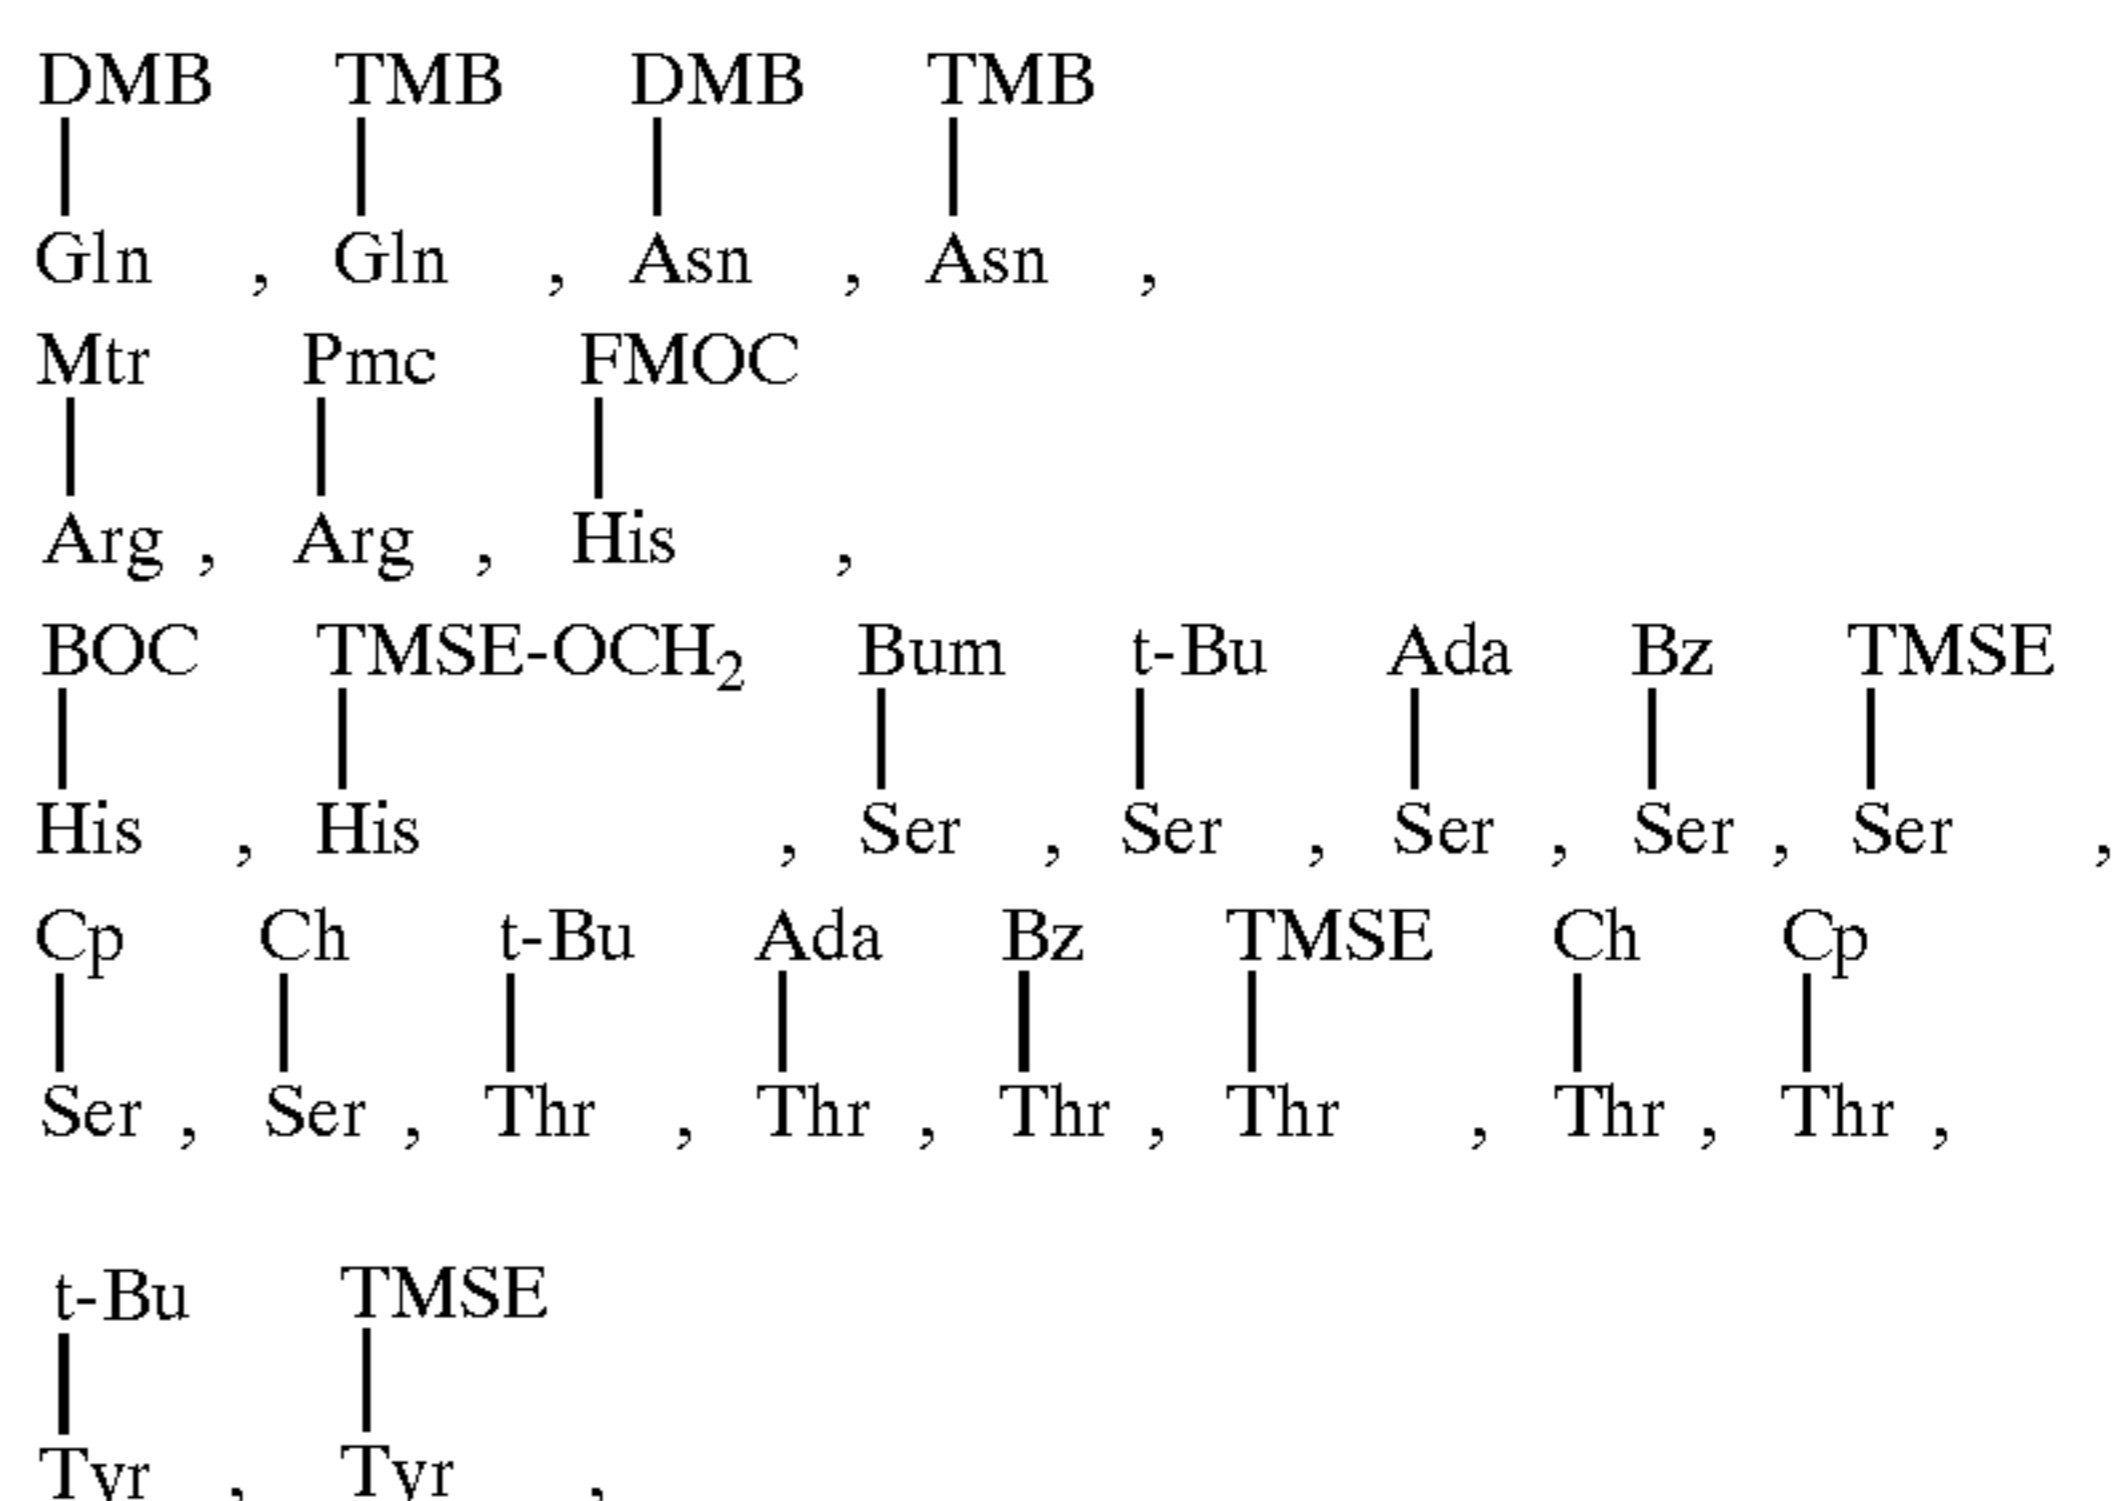 DMB TMB DMB TMB
Gln , Gln , Asn , Asn ,
Mtr Pmc FMOC
Arg , Arg , His ,
BOC TMSE-OCH₂ Bum t-Bu Ada Bz TMSE
His , His , Ser , Ser , Ser , Ser , Ser ,
Cp Ch t-Bu Ada Bz TMSE Ch Cp
Ser , Ser , Thr , Thr , Thr , Thr , Thr , Thr ,
t-Bu TMSE
Tyr , Tyr ,